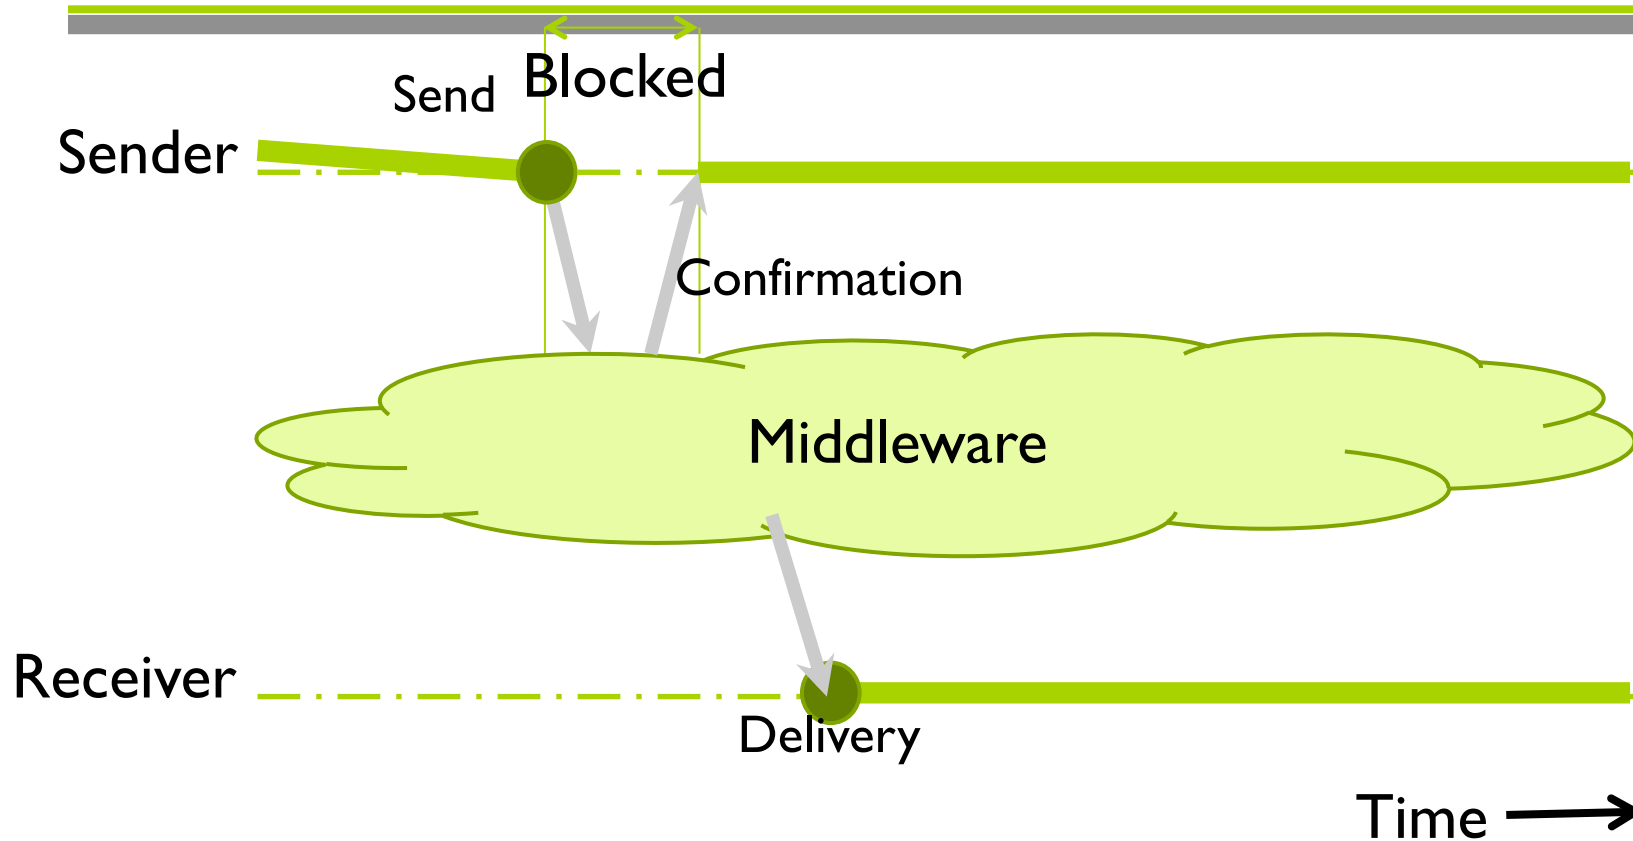 Blocked
Send
Sender
Confirmation
Middleware
Receiver
Delivery
Time